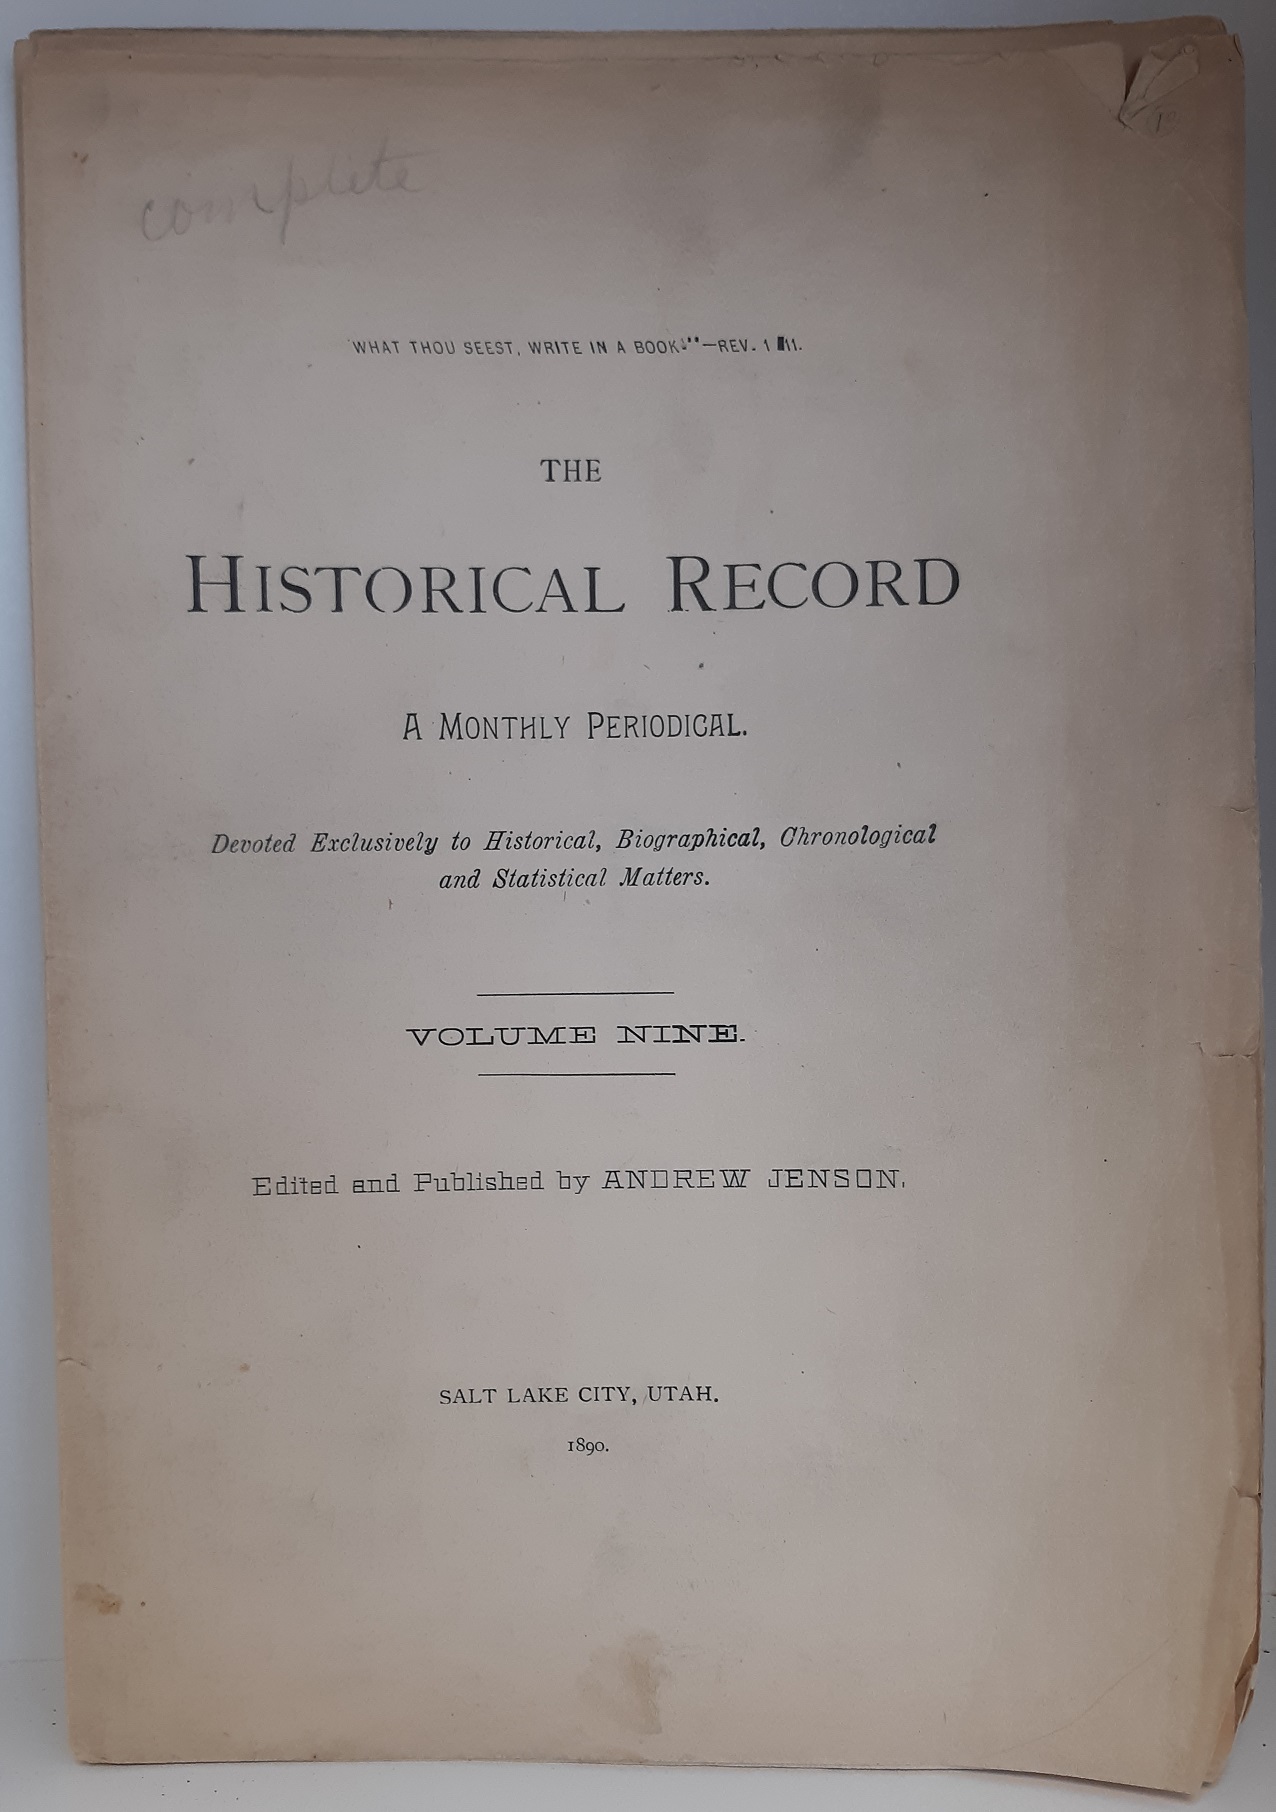 complete
"WHAT THOU SEEST, WRITE IN A BOOK."—REV. 1 11.
THE
HISTORICAL RECORD
A MONTHLY PERIODICAL.
Devoted Exclusively to Historical, Biographical, Chronological
and Statistical Matters.
VOLUME NINE.
Edited and Published by ANDREW JENSON.
SALT LAKE CITY, UTAH.
1890.